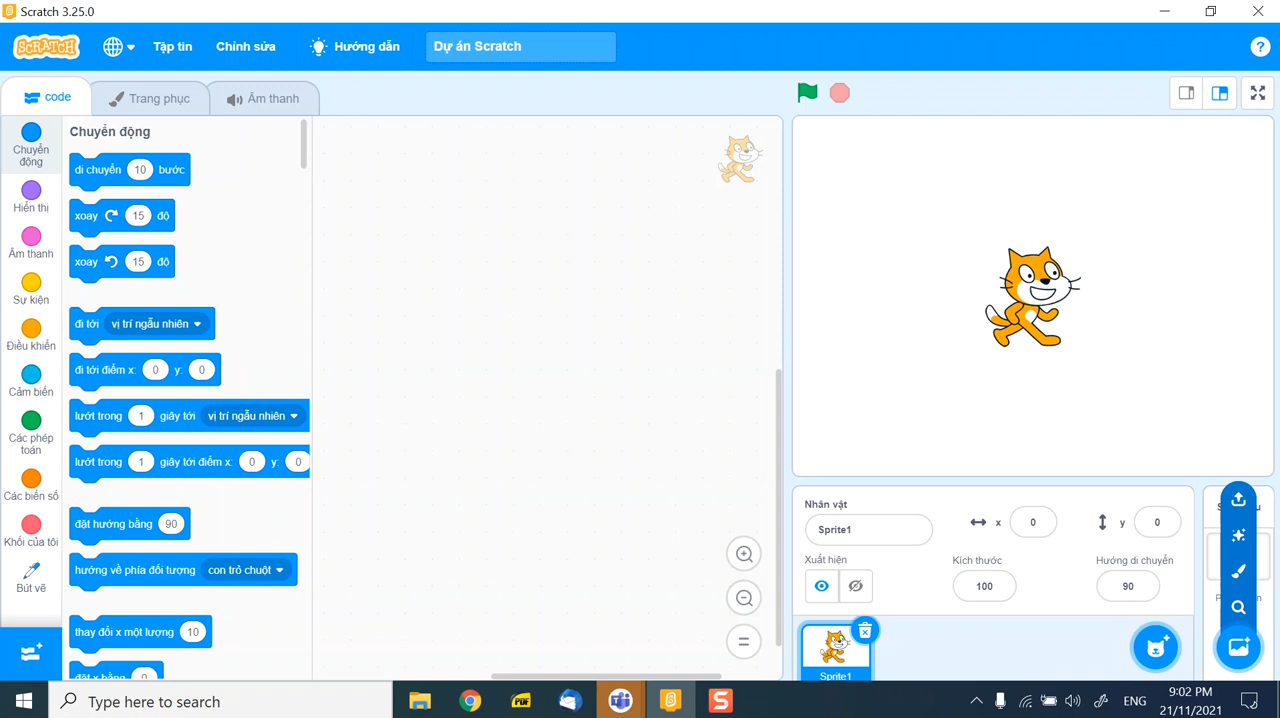 Scratch 3.25.0
SCRATCH
Tập tin
Chỉnh sửa
Hướng dẫn
Dự án Scratch
?
code
Trang phục
Âm thanh
Chuyển động
Hiển thị
Âm thanh
Sự kiện
Điều khiển
Cảm biến
Các phép toán
Các biến số
Khối của tôi
Bút vẽ
Chuyển động
di chuyển 10 bước
xoay 15 độ
xoay 15 độ
đi tới vị trí ngẫu nhiên
đi tới điểm x: 0 y: 0
lướt trong 1 giây tới vị trí ngẫu nhiên
lướt trong 1 giây tới điểm x: 0 y: 0
đặt hướng bằng 90
hướng về phía đối tượng con trỏ chuột
thay đổi x một lượng 10
đặt x bằng 0
Nhân vật
Sprite1
x 0
y 0
Xuất hiện
Kích thước
100
Hướng di chuyển
90
Sprite1
Type here to search
PDF
S
ENG
9:02 PM
21/11/2021